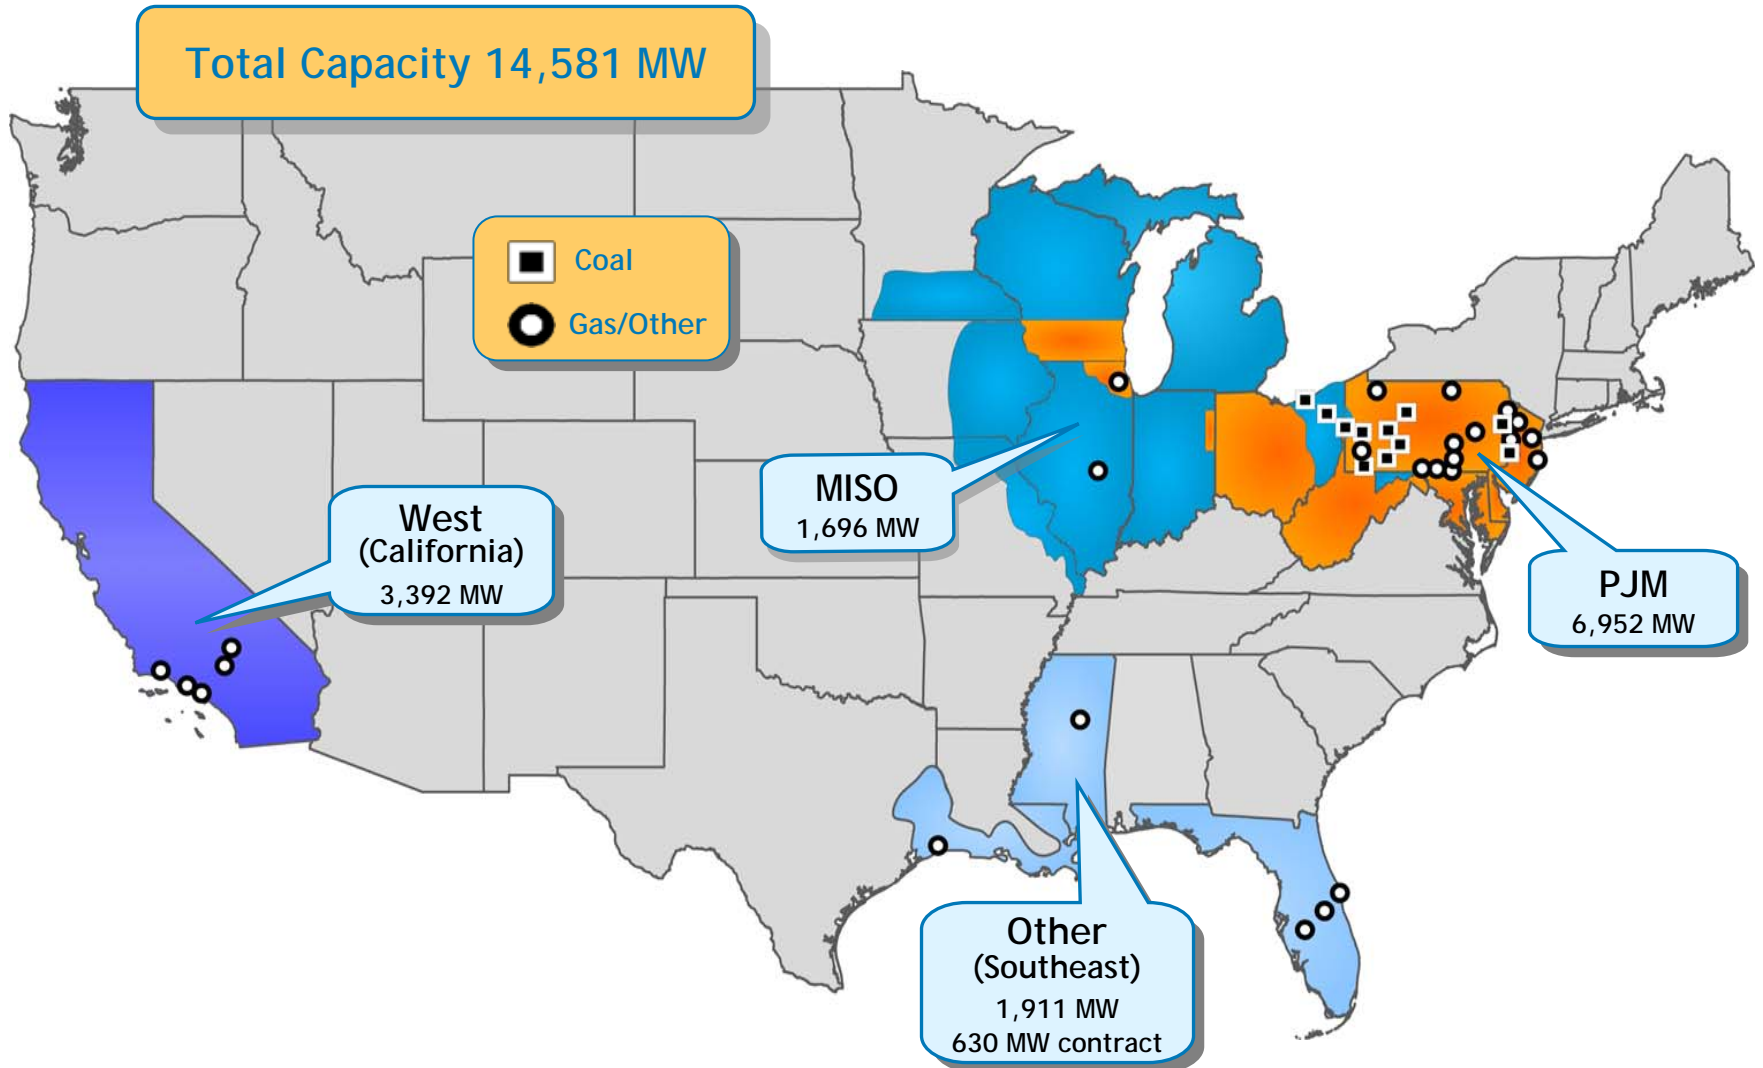 Total Capacity 14,581 MW
Coal
Gas/Other
MISO
1,696 MW
West
(California)
3,392 MW
PJM
6,952 MW
Other
(Southeast)
1,911 MW
630 MW contract